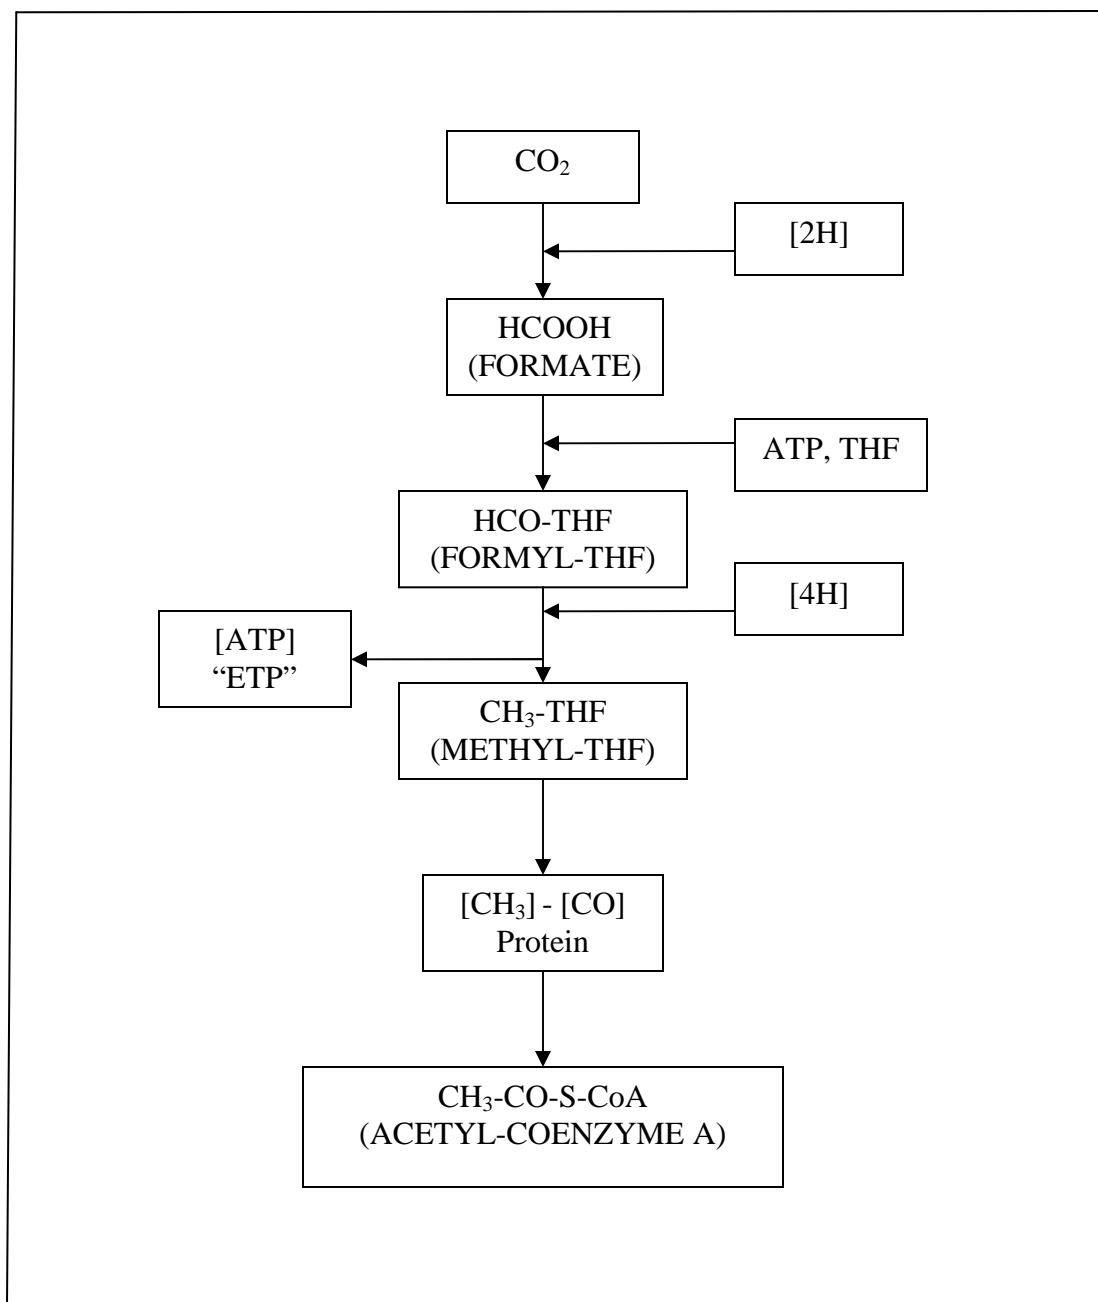 CO₂
[2H]
HCOOH
(FORMATE)
ATP, THF
HCO-THF
(FORMYL-THF)
[4H]
[ATP]
“ETP”
CH₃-THF
(METHYL-THF)
[CH₃] - [CO]
Protein
CH₃-CO-S-CoA
(ACETYL-COENZYME A)